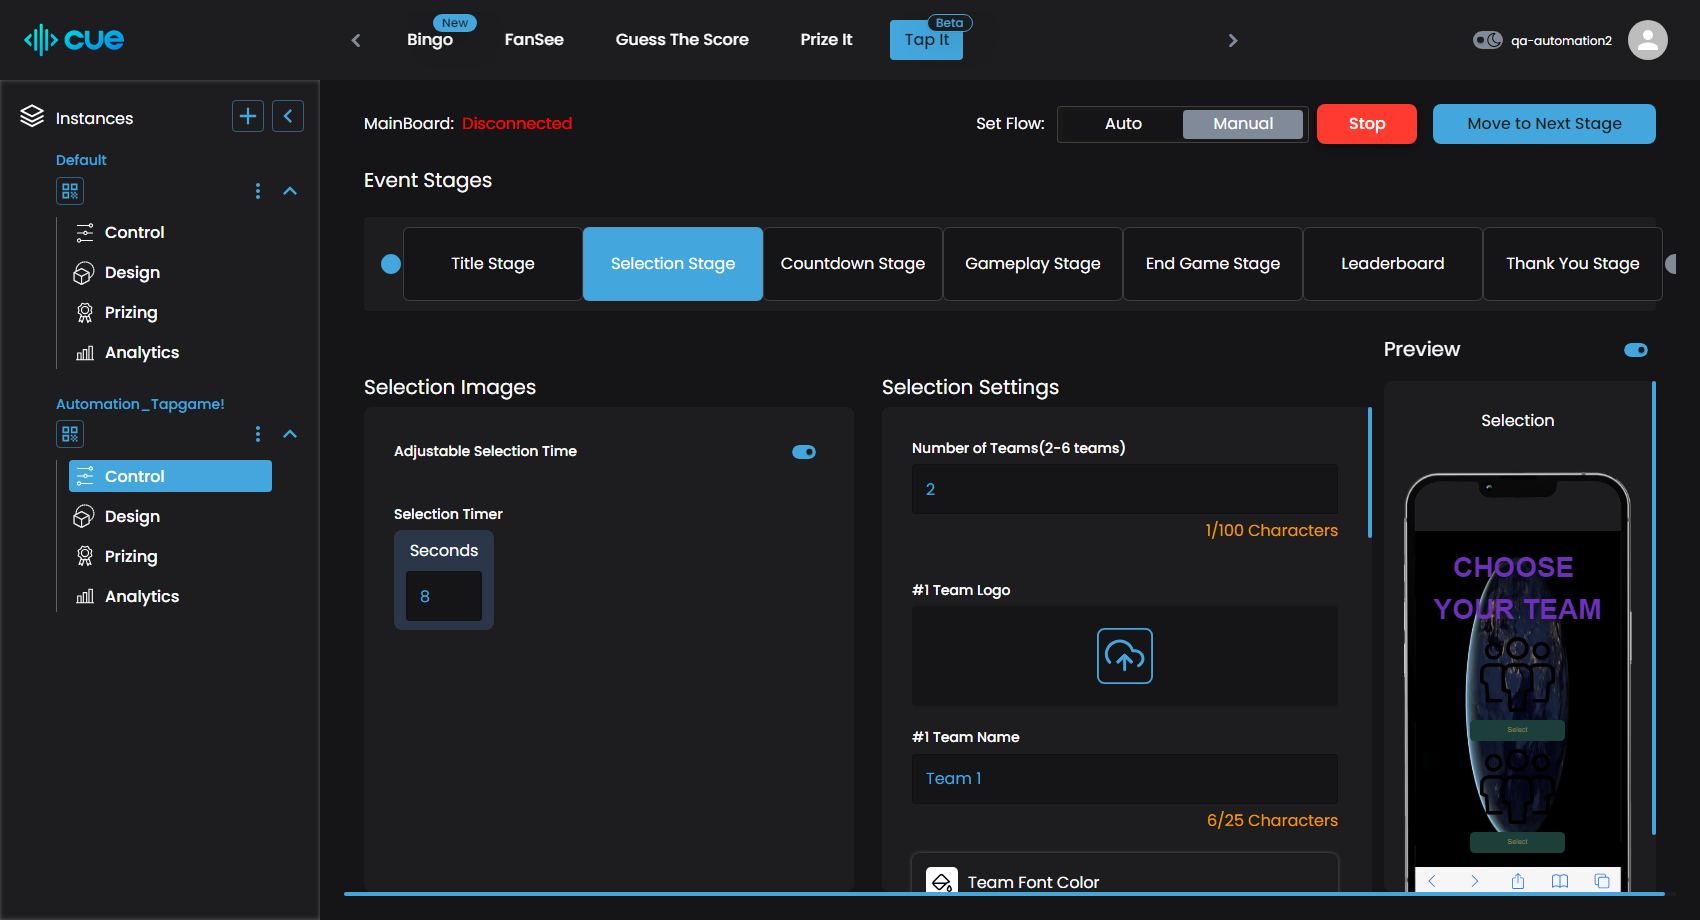 cue
New
Bingo
FanSee
Guess The Score
Prize It
Beta
Tap It
qa-automation2
Instances
Default
Control
Design
Prizing
Analytics
Automation_Tapgame!
Control
Design
Prizing
Analytics
MainBoard: Disconnected
Set Flow:
Auto
Manual
Stop
Move to Next Stage
Event Stages
Title Stage
Selection Stage
Countdown Stage
Gameplay Stage
End Game Stage
Leaderboard
Thank You Stage
Selection Images
Adjustable Selection Time
Selection Timer
Seconds
8
Selection Settings
Number of Teams(2-6 teams)
2
1/100 Characters
#1 Team Logo
#1 Team Name
Team 1
6/25 Characters
Team Font Color
Preview
Selection
CHOOSE
YOUR TEAM
Select
Select